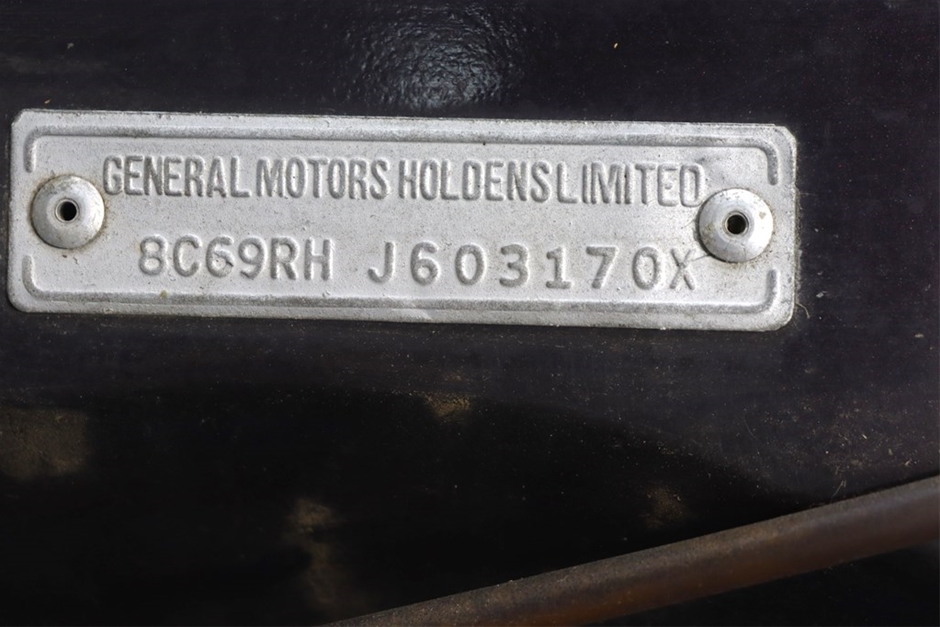 GENERAL MOTORS HOLDENS LIMITED
8C69RH J603170X